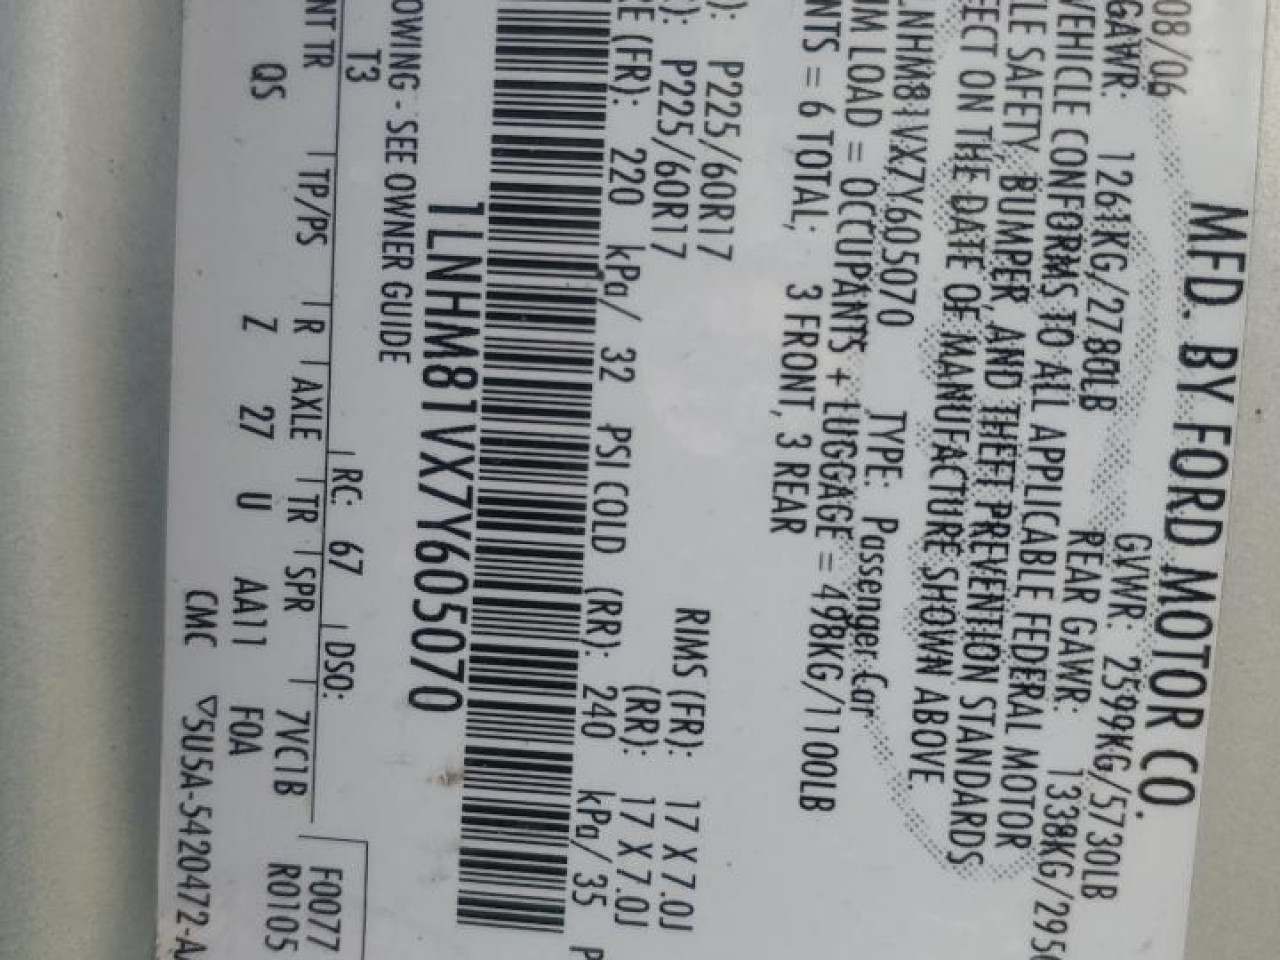 MFD. BY FORD MOTOR CO.
08/06 GVWR: 2599KG/5730LB
GAWR: 1261KG/2780LB REAR GAWR: 1338KG/295
VEHICLE CONFORMS TO ALL APPLICABLE FEDERAL MOTOR
LE SAFETY, BUMPER, AND THEFT PREVENTION STANDARDS
FECT ON THE DATE OF MANUFACTURE SHOWN ABOVE.
LNHM81VX7Y605070 TYPE: Passenger Car
UM LOAD = OCCUPANTS + LUGGAGE = 498KG/1100LB
NTS = 6 TOTAL; 3 FRONT, 3 REAR
): P225/60R17 RIMS (FR): 17 X 7.0J
): P225/60R17 (RR): 17 X 7.0J
RE (FR): 220 kPa/ 32 PSI COLD (RR): 240 kPa/ 35 P
1LNHM81VX7Y605070
OWING - SEE OWNER GUIDE
T3 RC: 67 DSO:
NT TR TP/PS R AXLE TR SPR 7VC1B F0077
QS Z 27 U AA11 F0A R0105
CMC ▽5U5A-5420472-A